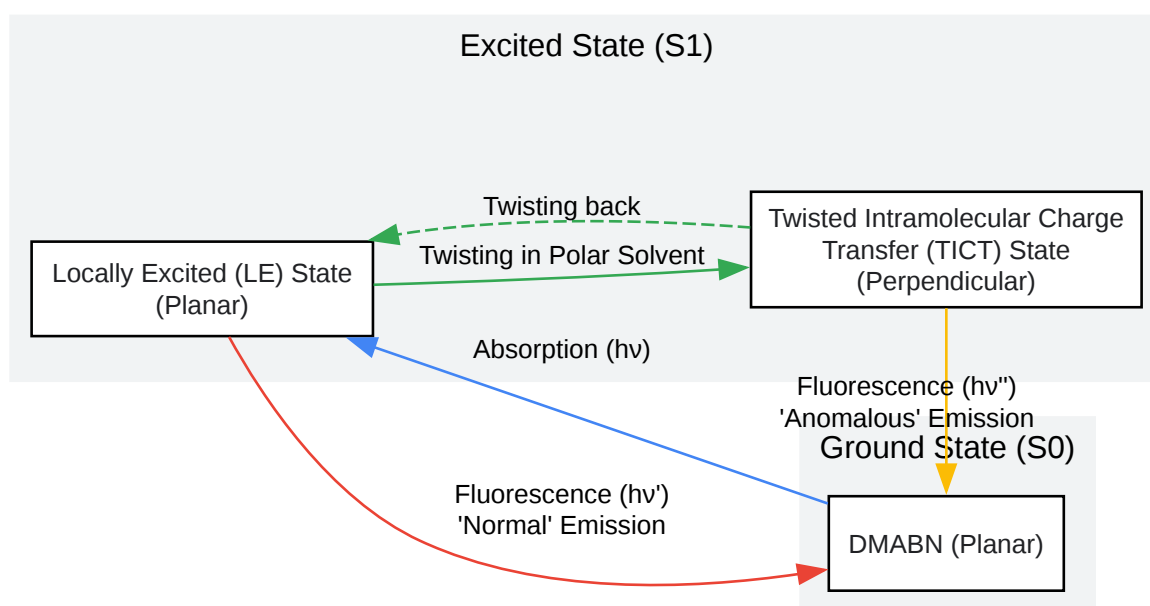 Excited State (S1)
Twisting back
Twisted Intramolecular Charge
Transfer (TICT) State
(Perpendicular)
Twisting in Polar Solvent
Locally Excited (LE) State
(Planar)
Absorption (hν)
Fluorescence (hν'')
'Anomalous' Emission
Ground State (S0)
Fluorescence (hν')
'Normal' Emission
DMABN (Planar)